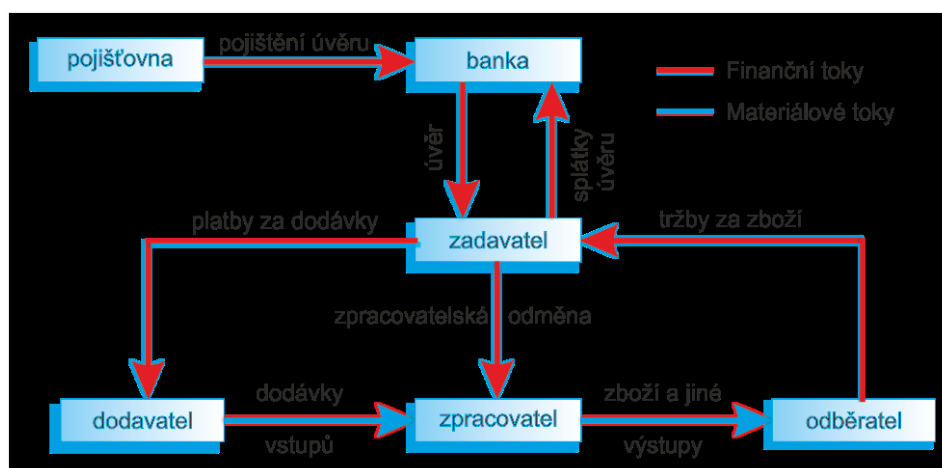 pojištění úvěru
pojišťovna
banka
Finanční toky
Materiálové toky
úvěr
splátky
úvěru
platby za dodávky
zadavatel
tržby za zboží
zpracovatelská odměna
dodávky
zboží a jiné
dodavatel
zpracovatel
odběratel
vstupů
výstupy